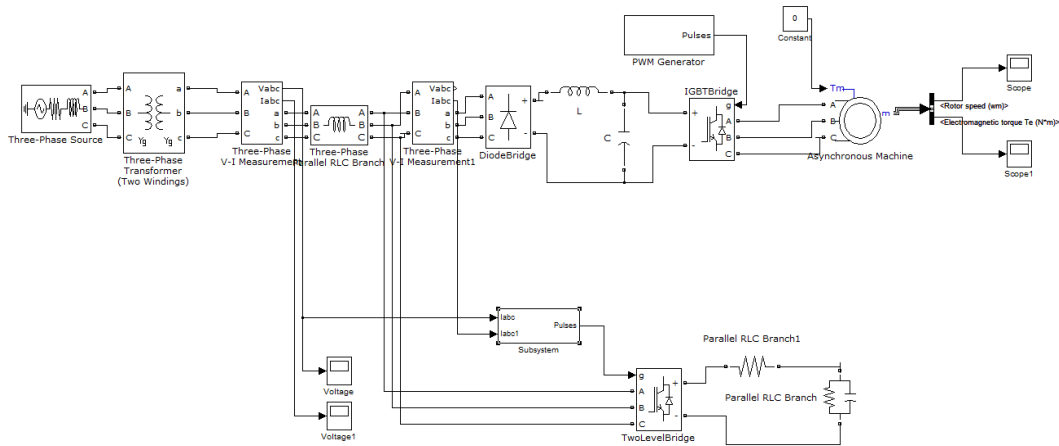 Pulses
PWM Generator
0
Constant
Scope
A
B
C
Three-Phase Source
A
B
C
a
b
c
Yg
Yg
Three-Phase
Transformer
(Two Windings)
A
B
C
Vabc
Iabc
a
b
c
Three-Phase
V-I Measurement
A
B
C
A
B
C
Three-Phase
Parallel RLC Branch
A
B
C
Vabc
Iabc
a
b
c
Three-Phase
V-I Measurement1
A
B
C
+
-
DiodeBridge
L
C
IGBTBridge
g
+
-
A
B
C
Tm
A
B
C
m
Asynchronous Machine
<Rotor speed (wm)>
<Electromagnetic torque Te (N*m)>
Scope1
Iabc
Iabc1
Pulses
Subsystem
Voltage
Voltage1
g
A
B
C
+
-
TwoLevelBridge
Parallel RLC Branch1
Parallel RLC Branch